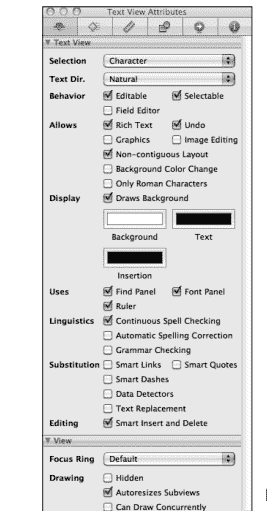 Text View Attributes
Text View
Selection Character
Text Dir. Natural
Behavior Editable Selectable
Field Editor
Allows Rich Text Undo
Graphics Image Editing
Non-contiguous Layout
Background Color Change
Only Roman Characters
Display Draws Background
Background Text
Insertion
Uses Find Panel Font Panel
Ruler
Linguistics Continuous Spell Checking
Automatic Spelling Correction
Grammar Checking
Substitution Smart Links Smart Quotes
Smart Dashes
Data Detectors
Text Replacement
Editing Smart Insert and Delete
View
Focus Ring Default
Drawing Hidden
Autoresizes Subviews
Can Draw Concurrently